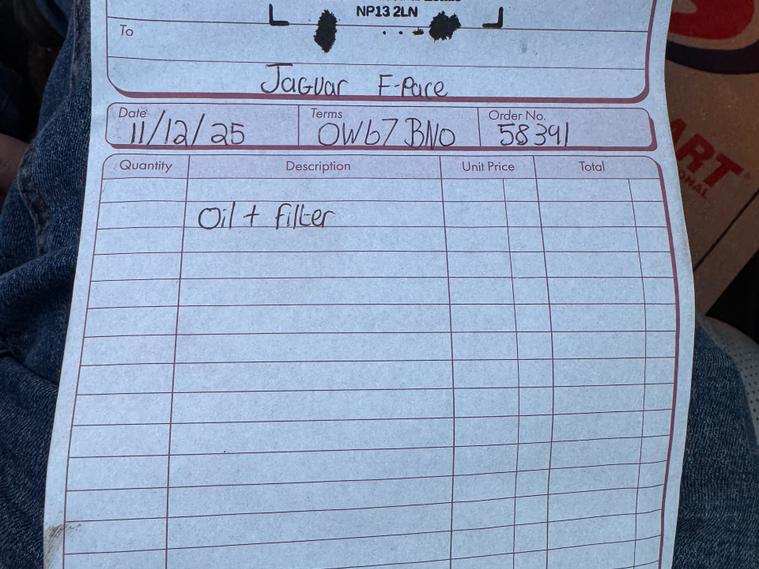 NP13 2LN
To
Jaguar F-Pace
Date Terms Order No.
11/12/25 OW67 BNO 58391
Quantity Description Unit Price Total
Oil + filter